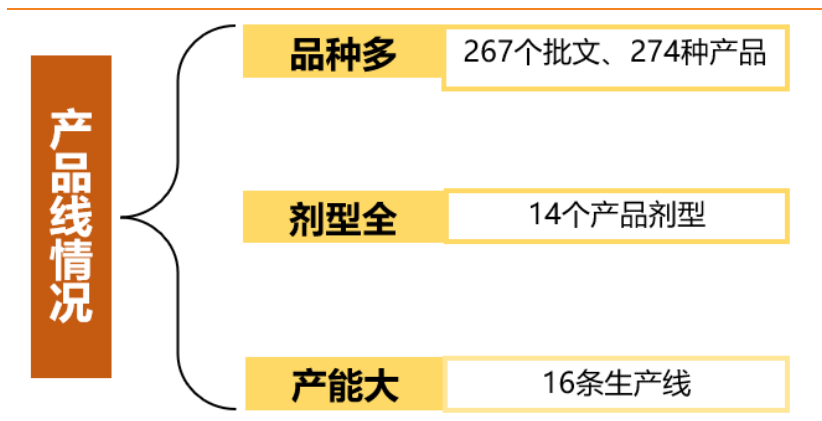 产品线情况
品种多
267个批文、274种产品
剂型全
14个产品剂型
产能大
16条生产线